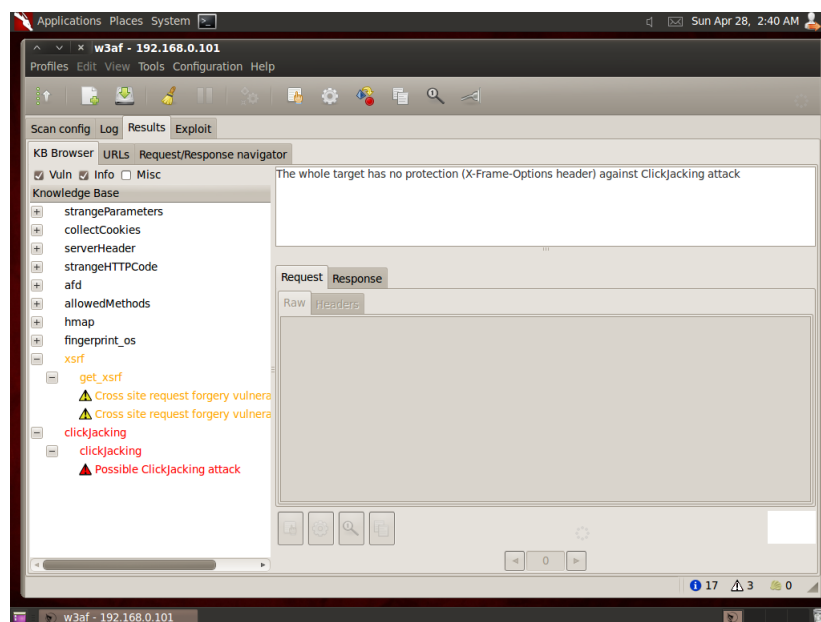 Applications Places System Sun Apr 28, 2:40 AM
w3af - 192.168.0.101
Profiles Edit View Tools Configuration Help
Scan config Log Results Exploit
KB Browser URLs Request/Response navigator
Vuln Info Misc
Knowledge Base
strangeParameters
collectCookies
serverHeader
strangeHTTPCode
afd
allowedMethods
hmap
fingerprint_os
xsrf
get_xsrf
Cross site request forgery vulnera
Cross site request forgery vulnera
clickJacking
clickJacking
Possible ClickJacking attack
The whole target has no protection (X-Frame-Options header) against ClickJacking attack
Request Response
Raw Headers
0
17 3 0
w3af - 192.168.0.101